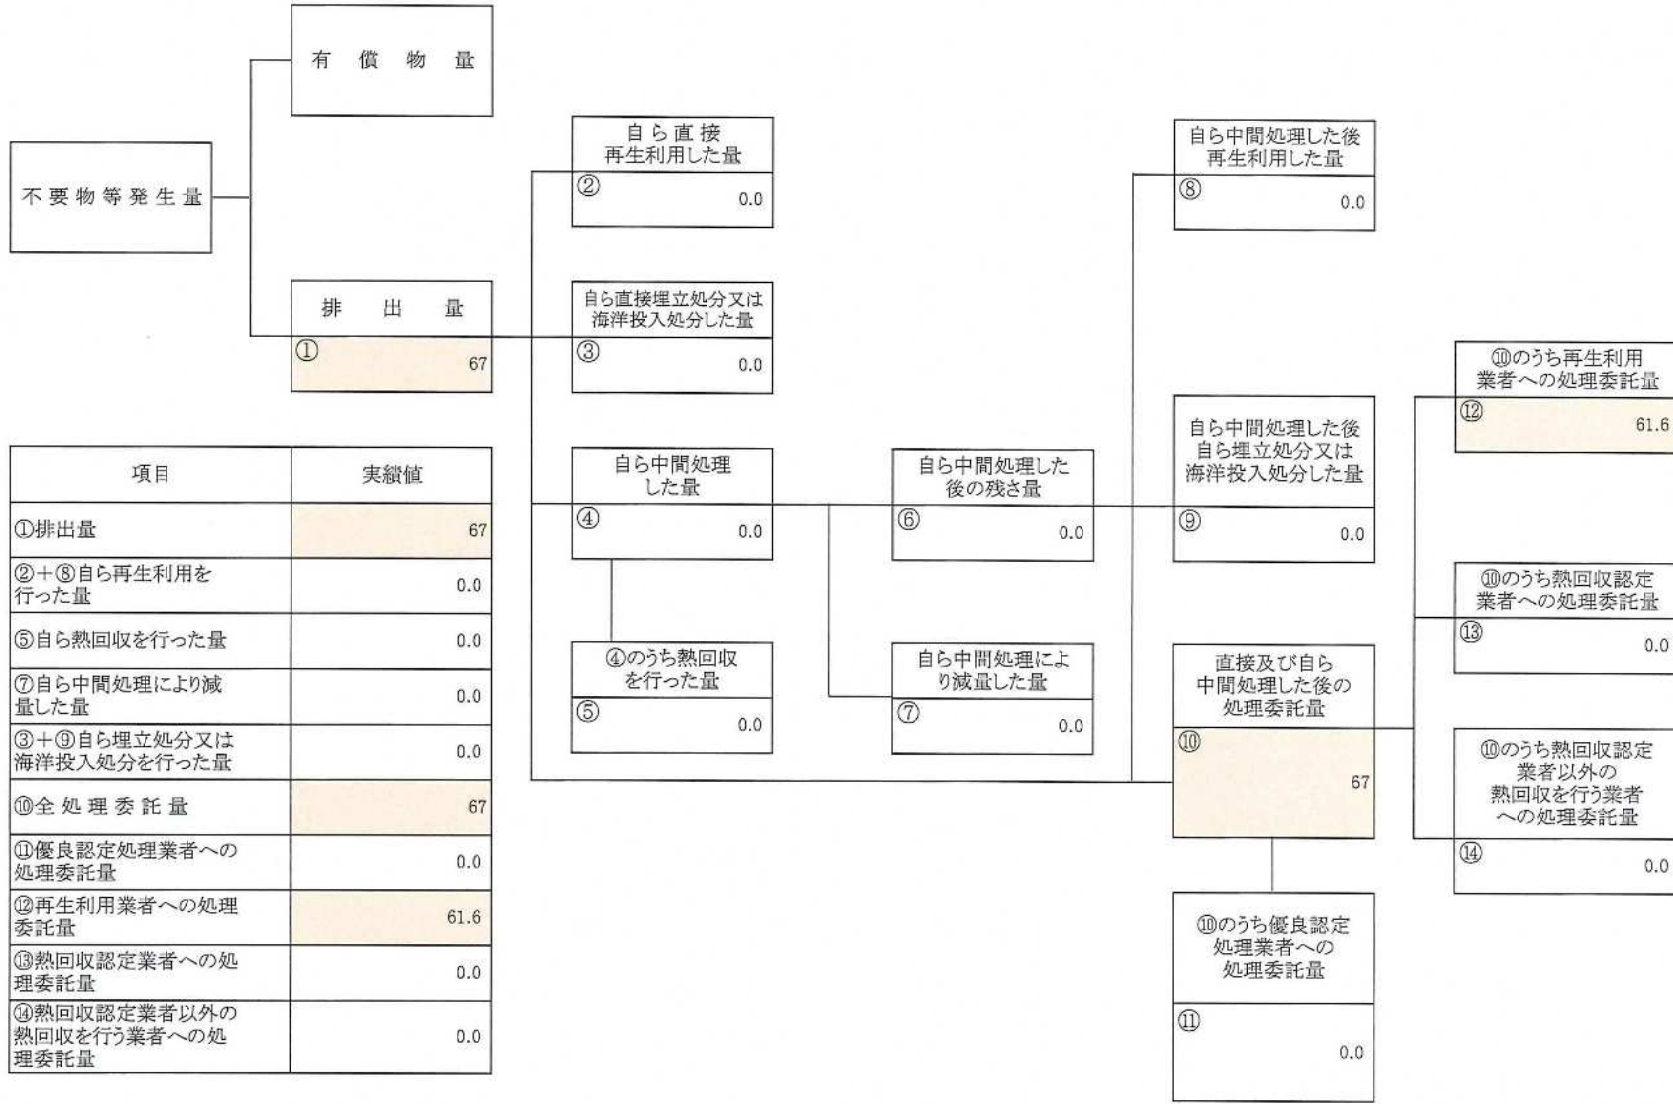 有償物量
不要物等発生量
排出量
①
67
自ら直接
再生利用した量
②
0.0
自ら直接埋立処分又は
海洋投入処分した量
③
0.0
自ら中間処理
した量
④
0.0
④のうち熱回収
を行った量
⑤
0.0
自ら中間処理した
後の残さ量
⑥
0.0
自ら中間処理によ
り減量した量
⑦
0.0
自ら中間処理した後
再生利用した量
⑧
0.0
自ら中間処理した後
自ら埋立処分又は
海洋投入処分した量
⑨
0.0
直接及び自ら
中間処理した後の
処理委託量
⑩
67
⑩のうち優良認定
処理業者への
処理委託量
⑪
0.0
⑩のうち再生利用
業者への処理委託量
⑫
61.6
⑩のうち熱回収認定
業者への処理委託量
⑬
0.0
⑩のうち熱回収認定
業者以外の
熱回収を行う業者
への処理委託量
⑭
0.0
項目 実績値
①排出量 67
②＋⑧自ら再生利用を
行った量 0.0
⑤自ら熱回収を行った量 0.0
⑦自ら中間処理により減
量した量 0.0
③＋⑨自ら埋立処分又は
海洋投入処分を行った量 0.0
⑩全処理委託量 67
⑪優良認定処理業者への
処理委託量 0.0
⑫再生利用業者への処理
委託量 61.6
⑬熱回収認定業者への処
理委託量 0.0
⑭熱回収認定業者以外の
熱回収を行う業者への処
理委託量 0.0